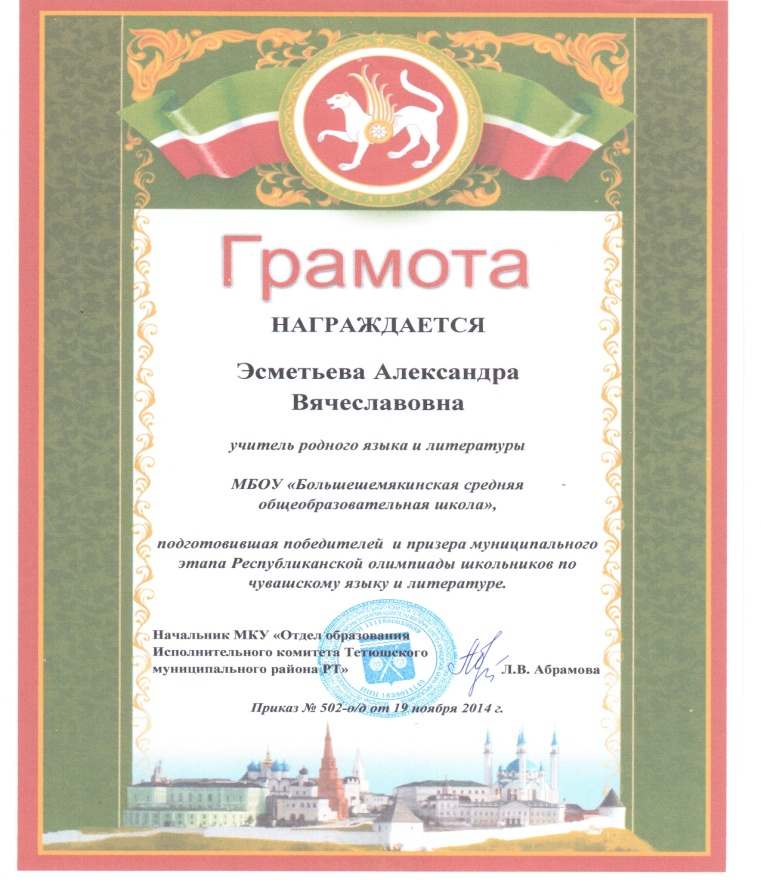 ТАТАРСТАН
Грамота
НАГРАЖДАЕТСЯ
Эсметьева Александра
Вячеславовна
учитель родного языка и литературы
МБОУ «Большешемякинская средняя
общеобразовательная школа»,
подготовившая победителей и призера муниципального
этапа Республиканской олимпиады школьников по
чувашскому языку и литературе.
Начальник МКУ «Отдел образования
Исполнительного комитета Тетюшского
муниципального района РТ»
Л.В. Абрамова
Приказ № 502-о/д от 19 ноября 2014 г.